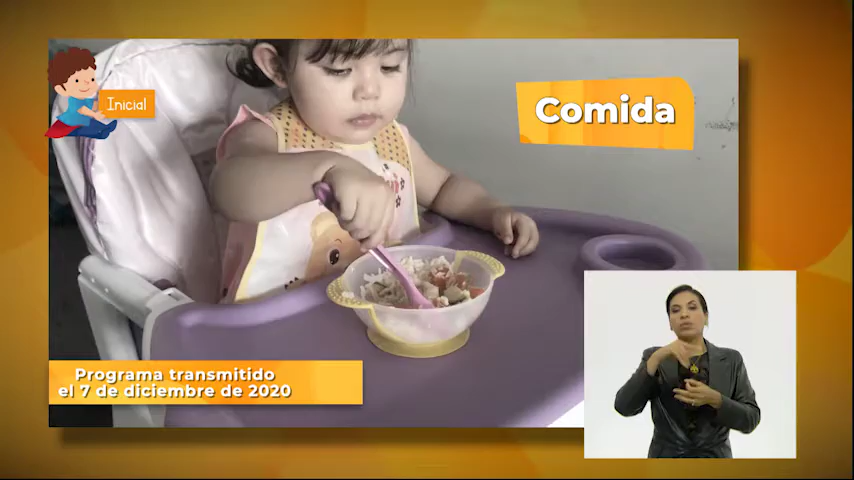 Inicial
Comida
Programa transmitido
el 7 de diciembre de 2020